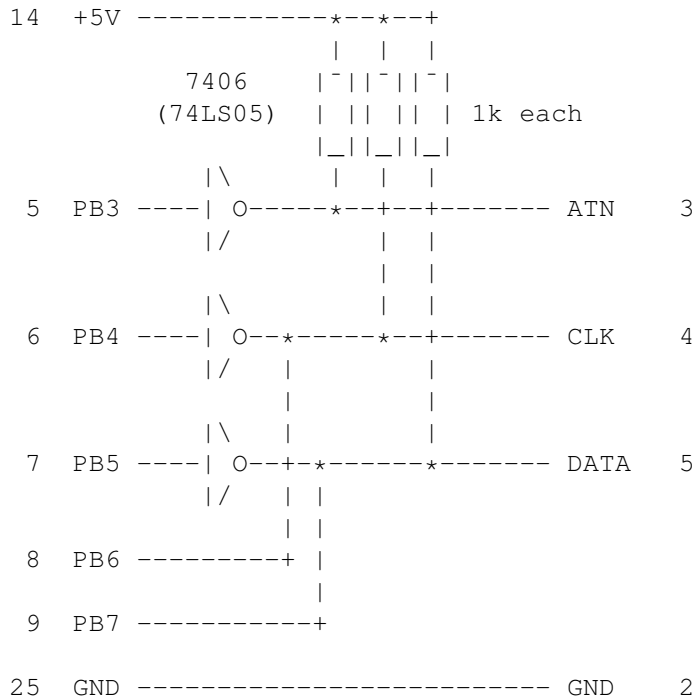 14 +5V ------------*--*--+
| | |
7406 |¯||¯||¯|
(74LS05) | || || | 1k each
|_||_||_|
|\ | | |
5 PB3 ----| O-----*--+--+------- ATN 3
|/ | |
| |
|\ | |
6 PB4 ----| O--*-----*--+------- CLK 4
|/ | |
| |
|\ | |
7 PB5 ----| O--+-*------*------- DATA 5
|/ | |
| |
8 PB6 ---------+ |
|
9 PB7 -----------+
25 GND -------------------------- GND 2